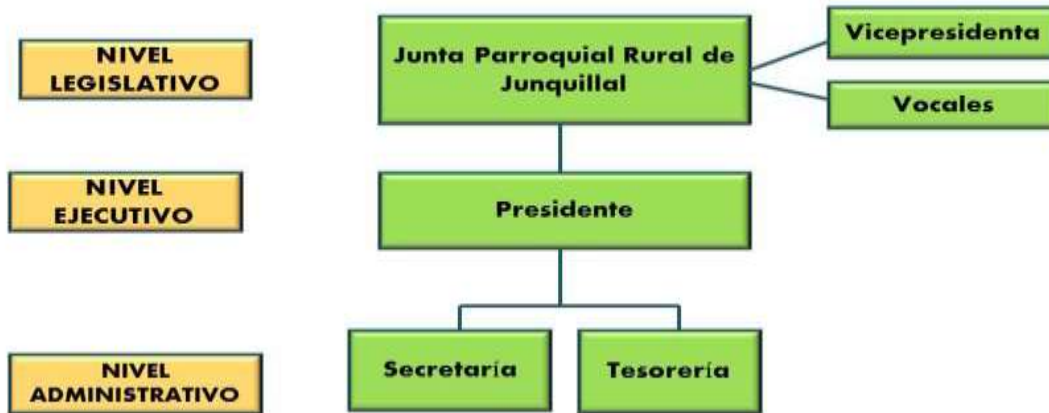 NIVEL
LEGISLATIVO
Junta Parroquial Rural de
Junquillal
Vicepresidenta
Vocales
NIVEL
EJECUTIVO
Presidente
NIVEL
ADMINISTRATIVO
Secretaría
Tesorería